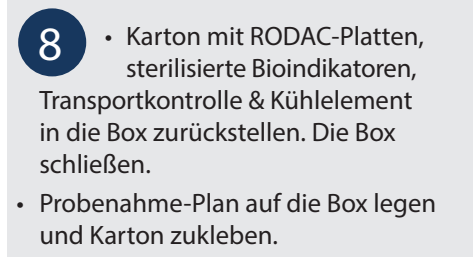 8
• Karton mit RODAC-Platten,
sterilisierte Bioindikatoren,
Transportkontrolle & Kühlelement
in die Box zurückstellen. Die Box
schließen.
• Probenahme-Plan auf die Box legen
und Karton zukleben.